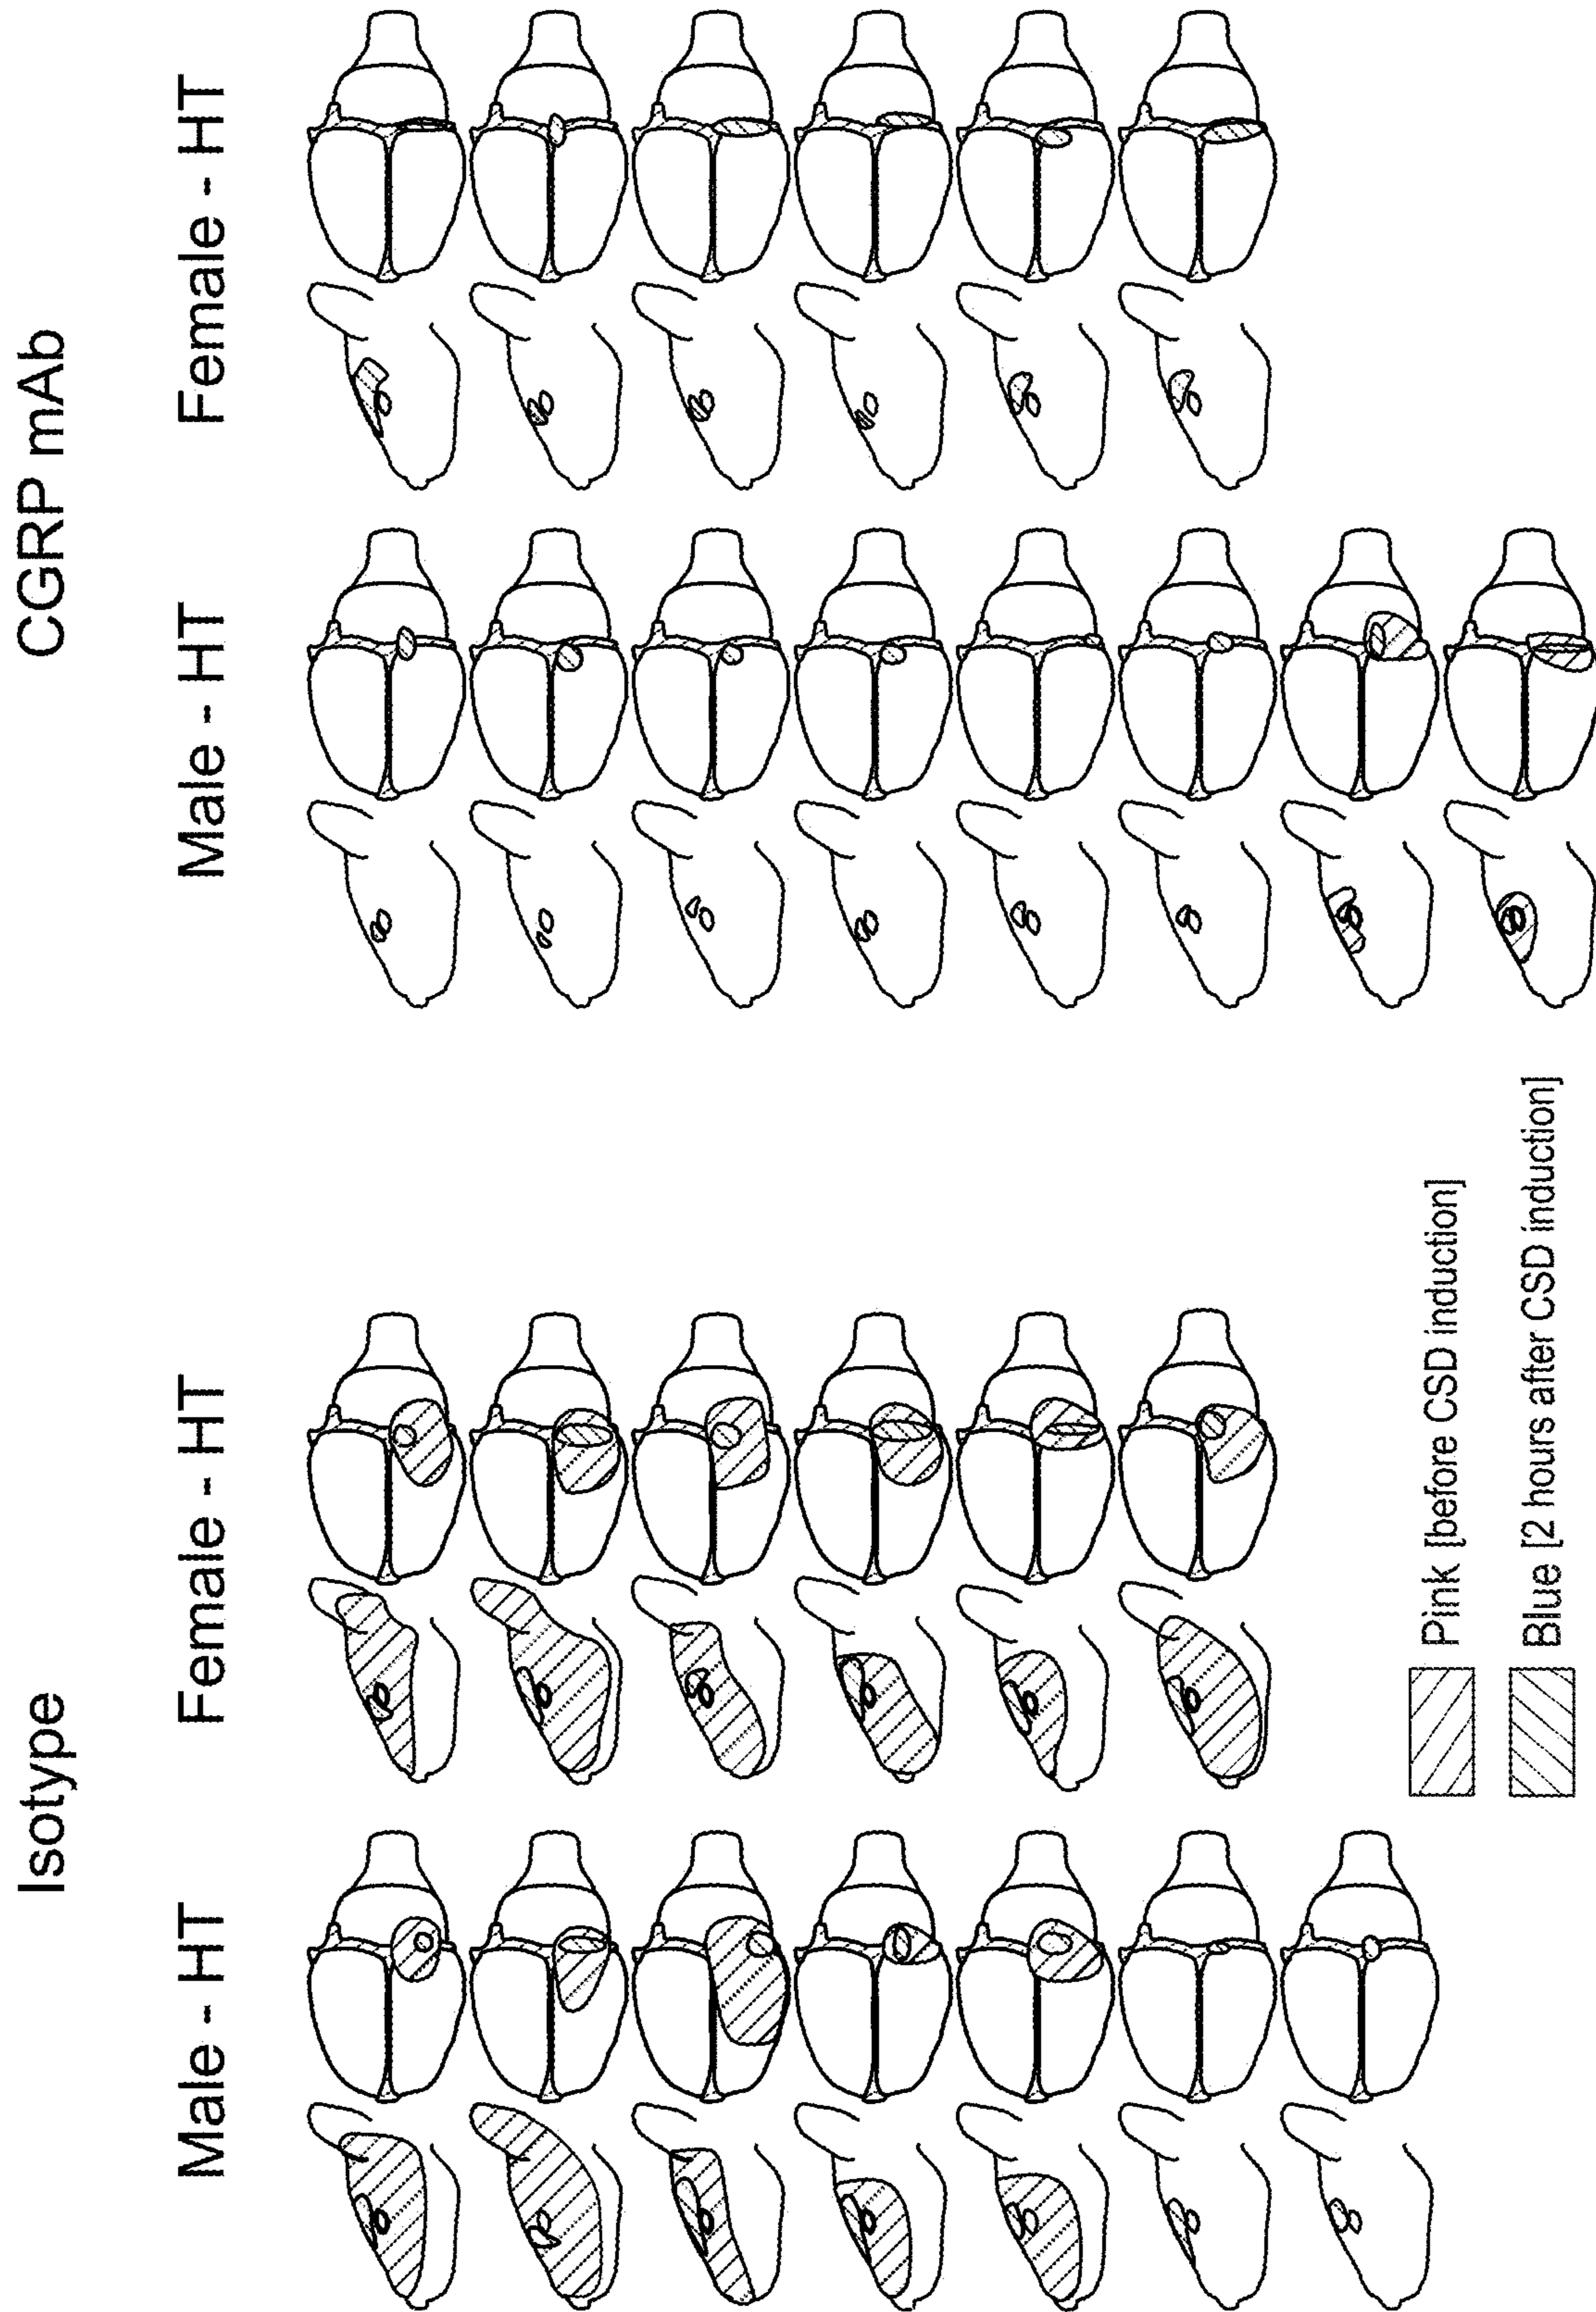 Isotype
CGRP mAb
Male - HT
Female - HT
Male - HT
Female - HT
Pink [before CSD induction]
Blue [2 hours after CSD induction]